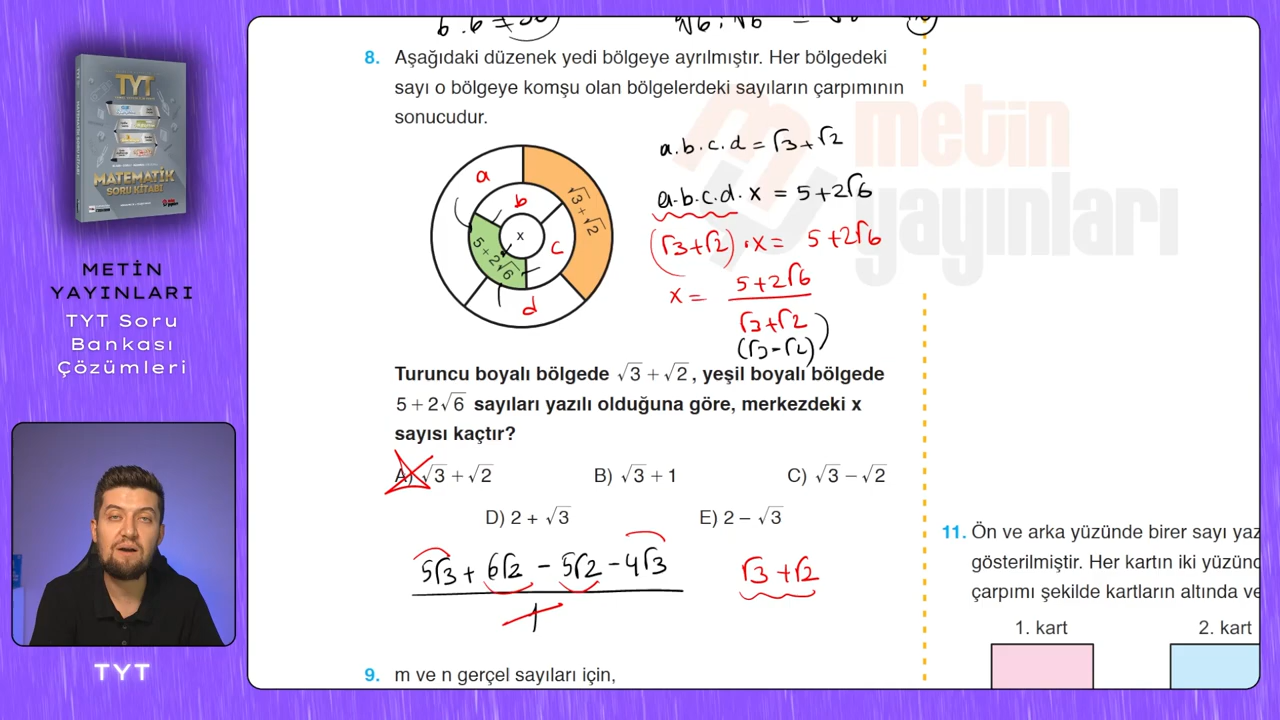 TYT
MATEMATİK
SORU KİTABI
METİN
YAYINLARI
TYT Soru
Bankası
Çözümleri
TYT
8. Aşağıdaki düzenek yedi bölgeye ayrılmıştır. Her bölgedeki
sayı o bölgeye komşu olan bölgelerdeki sayıların çarpımının
sonucudur.
a
b
c
d
x
√3+√2
5+2√6
a.b.c.d = √3+√2
a.b.c.d. x = 5+2√6
(√3+√2) . x = 5+2√6
x = 5+2√6
√3+√2
(√3-√2)
Turuncu boyalı bölgede √3 + √2, yeşil boyalı bölgede
5 + 2√6 sayıları yazılı olduğuna göre, merkezdeki x
sayısı kaçtır?
A) √3 + √2 B) √3 + 1 C) √3 – √2
D) 2 + √3 E) 2 – √3
5√3 + 6√2 - 5√2 - 4√3
1
√3 + √2
9. m ve n gerçel sayıları için,
11. Ön ve arka yüzünde birer sayı yaz
gösterilmiştir. Her kartın iki yüzünd
çarpımı şekilde kartların altında ve
1. kart 2. kart
metin
yayınları